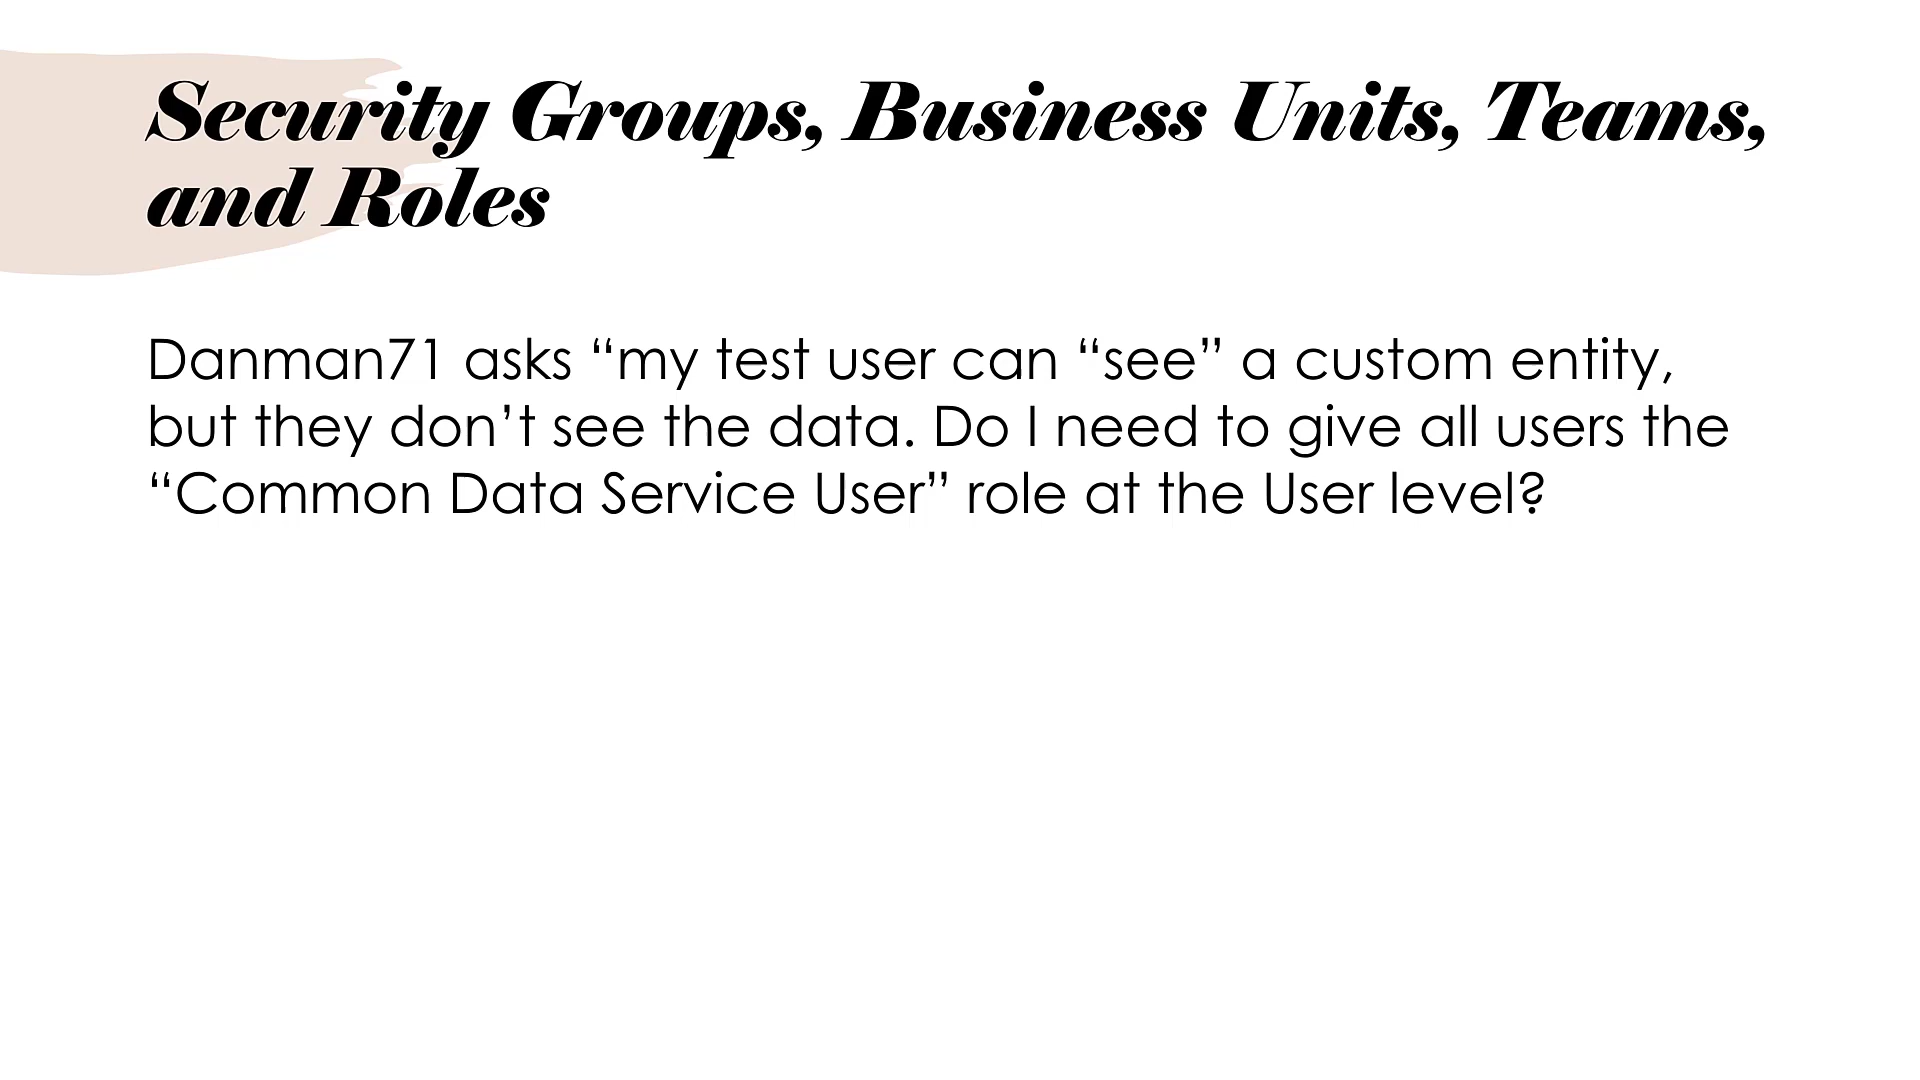 Security Groups, Business Units, Teams,
and Roles
Danman71 asks “my test user can “see” a custom entity,
but they don’t see the data. Do I need to give all users the
“Common Data Service User” role at the User level?